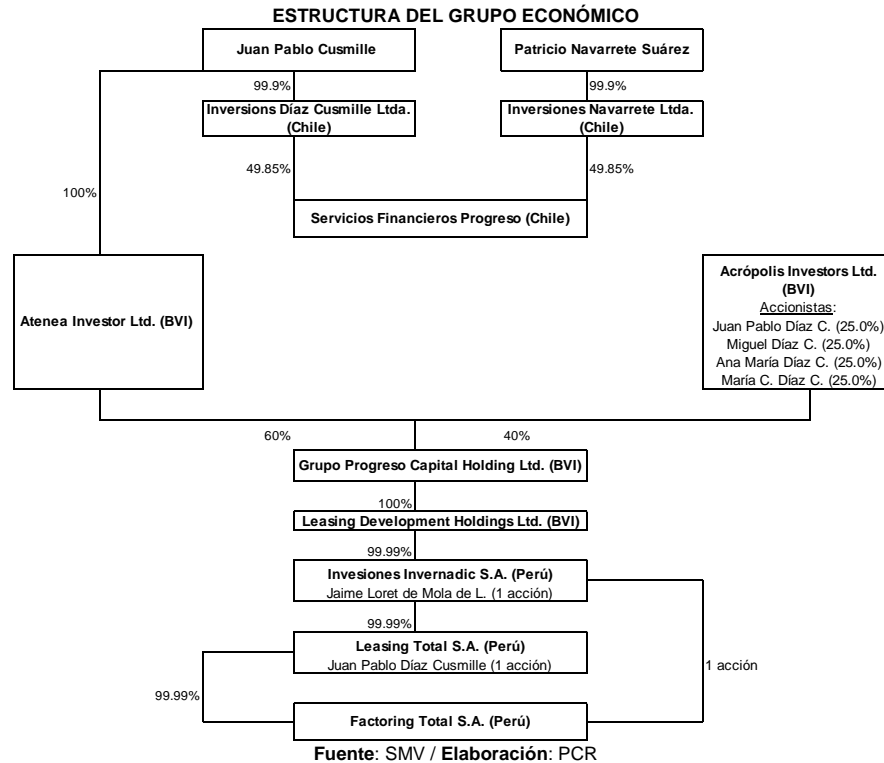 ESTRUCTURA DEL GRUPO ECONÓMICO
Juan Pablo Cusmille
Patricio Navarrete Suárez
99.9%
99.9%
Inversions Díaz Cusmille Ltda.
(Chile)
Inversiones Navarrete Ltda.
(Chile)
49.85%
49.85%
100%
Servicios Financieros Progreso (Chile)
Atenea Investor Ltd. (BVI)
Acrópolis Investors Ltd.
(BVI)
Accionistas:
Juan Pablo Díaz C. (25.0%)
Miguel Díaz C. (25.0%)
Ana María Díaz C. (25.0%)
María C. Díaz C. (25.0%)
60%
40%
Grupo Progreso Capital Holding Ltd. (BVI)
100%
Leasing Development Holdings Ltd. (BVI)
99.99%
Invesiones Invernadic S.A. (Perú)
Jaime Loret de Mola de L. (1 acción)
99.99%
Leasing Total S.A. (Perú)
Juan Pablo Díaz Cusmille (1 acción)
1 acción
99.99%
Factoring Total S.A. (Perú)
Fuente: SMV / Elaboración: PCR